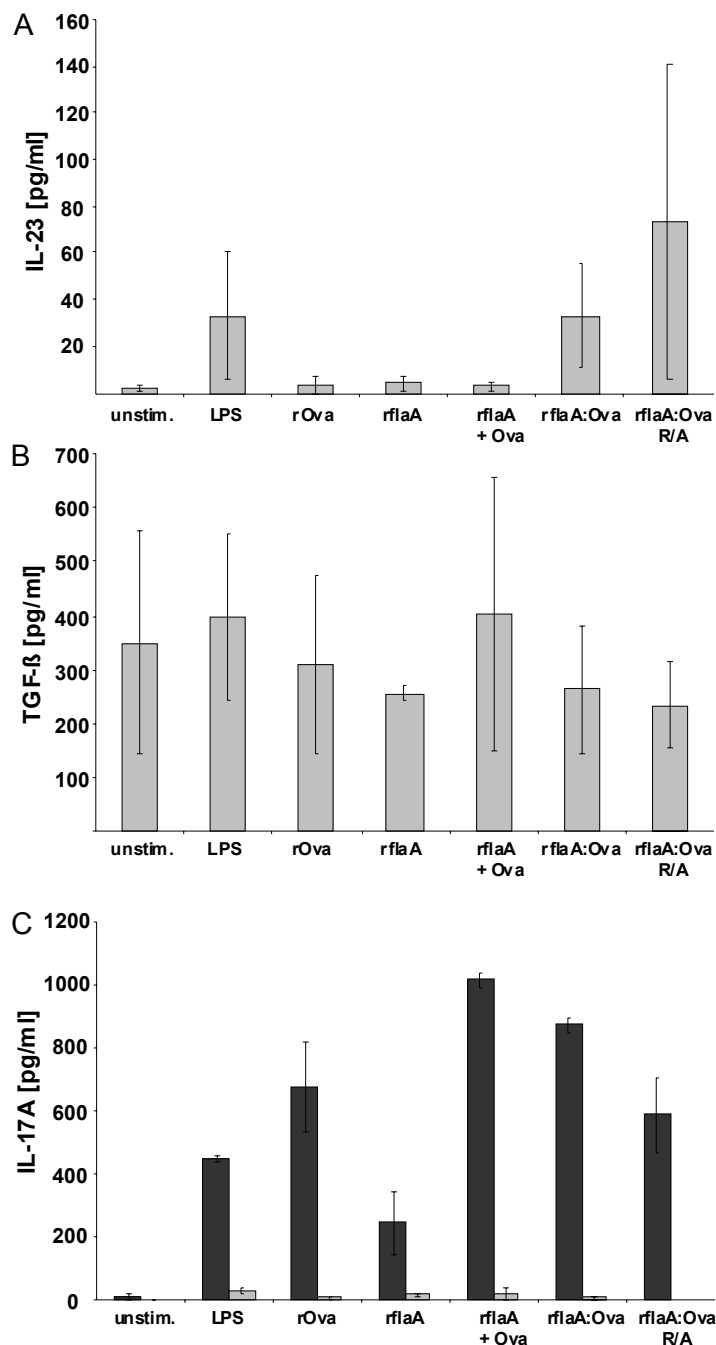 A
IL-23 [pg/ml]
160
140
120
100
80
60
40
20
unstim. LPS rOva rflaA rflaA rflaA:Ova rflaA:Ova
+ Ova R/A
B
TGF-ß [pg/ml]
700
600
500
400
300
200
100
unstim. LPS rOva rflaA rflaA rflaA:Ova rflaA:Ova
+ Ova R/A
C
IL-17A [pg/ml]
1200
1000
800
600
400
200
0
unstim. LPS rOva rflaA rflaA rflaA:Ova rflaA:Ova
+ Ova R/A